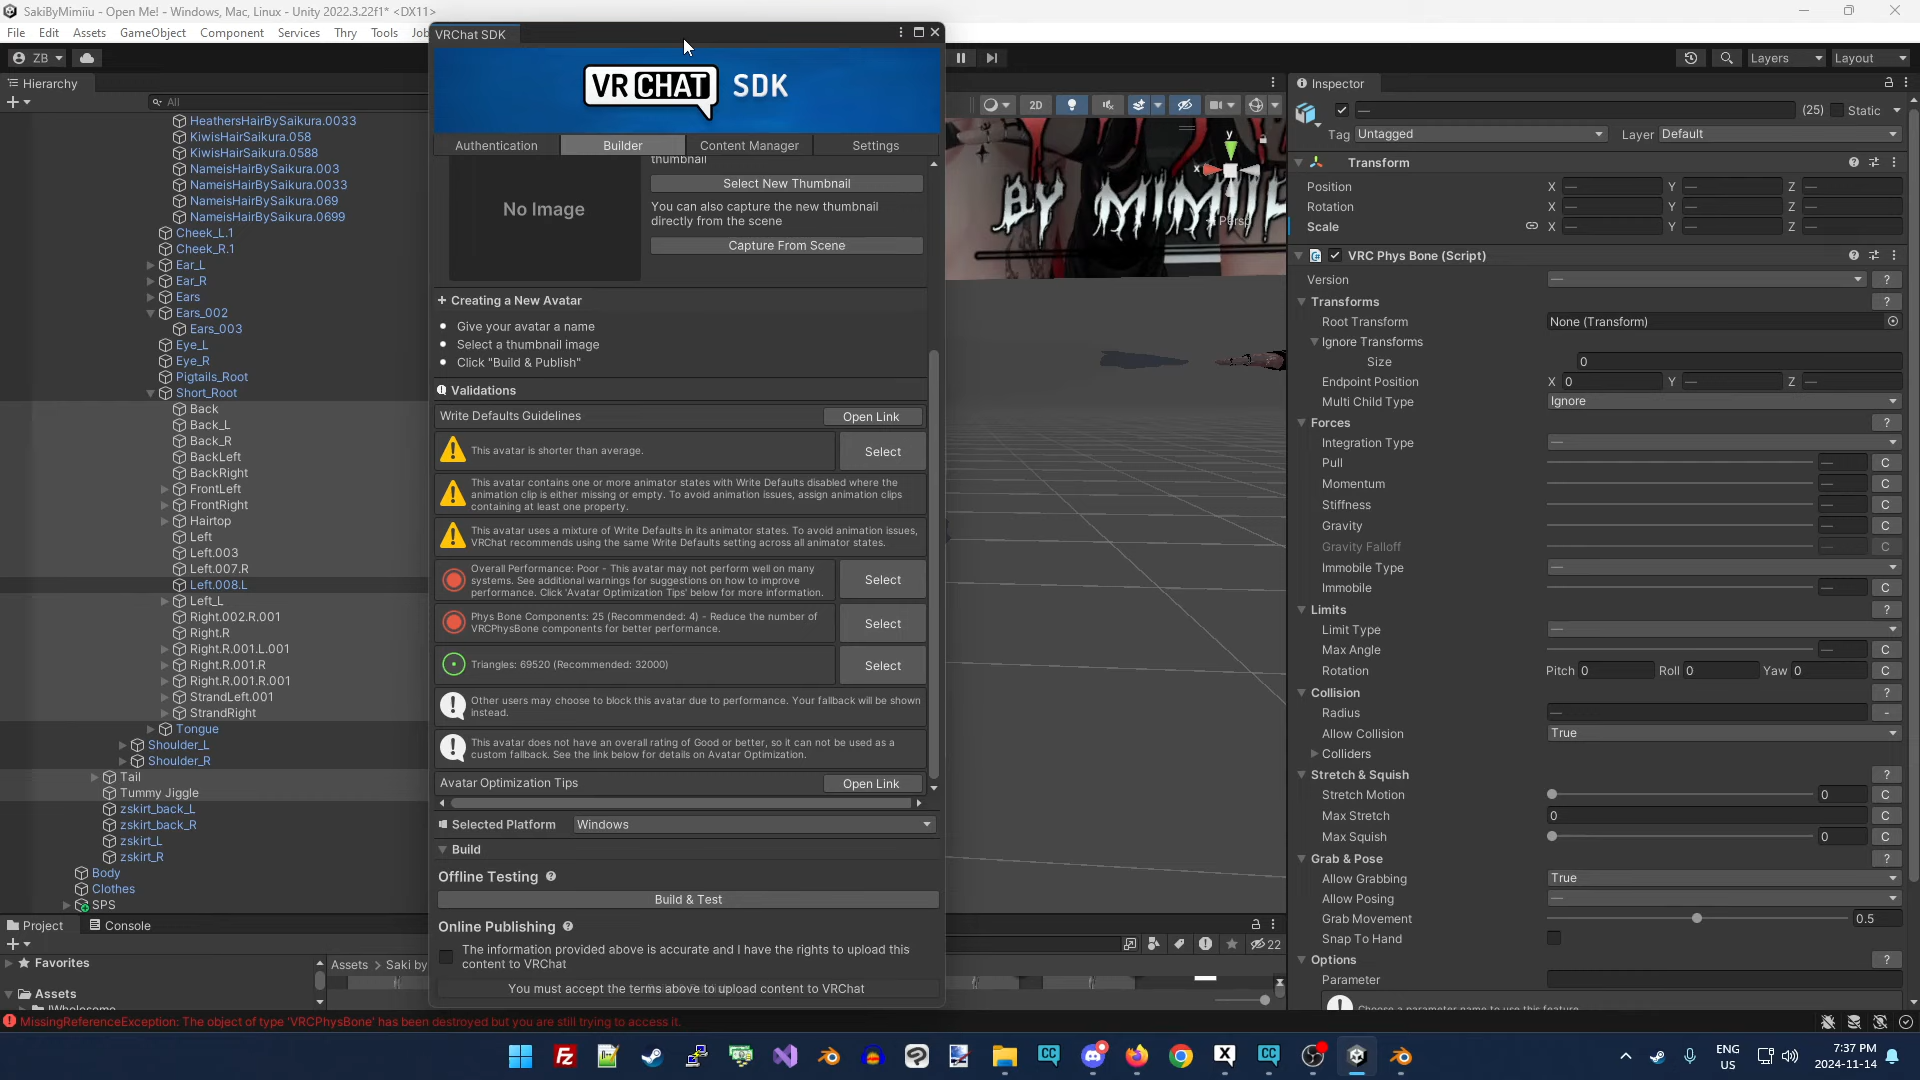 SakiByMimiiu - Open Me! - Windows, Mac, Linux - Unity 2022.3.22f1* <DX11>
File Edit Assets GameObject Component Services Thry Tools
VRChat SDK
ZB
Layers
Layout
VRCHAT SDK
Hierarchy
Inspector
All
2D
(25)
Static
Tag Untagged
Layer Default
HeathersHairBySaikura.0033
KiwisHairSaikura.058
KiwisHairSaikura.0588
NameisHairBySaikura.003
NameisHairBySaikura.0033
NameisHairBySaikura.069
NameisHairBySaikura.0699
Cheek_L.1
Cheek_R.1
Ear_L
Ear_R
Ears
Ears_002
Ears_003
Eye_L
Eye_R
Pigtails_Root
Short_Root
Back
Back_L
Back_R
BackLeft
BackRight
FrontLeft
FrontRight
Hairtop
Left
Left.003
Left.007.R
Left.008.L
Left_L
Right.002.R.001
Right.R
Right.R.001.L.001
Right.R.001.R
Right.R.001.R.001
StrandLeft.001
StrandRight
Tongue
Shoulder_L
Shoulder_R
Tail
Tummy Jiggle
zskirt_back_L
zskirt_back_R
zskirt_L
zskirt_R
Body
Clothes
SPS
Authentication
Builder
Content Manager
Settings
thumbnail
Select New Thumbnail
No Image
You can also capture the new thumbnail
directly from the scene
Capture From Scene
+ Creating a New Avatar
Give your avatar a name
Select a thumbnail image
Click "Build & Publish"
Validations
Write Defaults Guidelines
Open Link
This avatar is shorter than average.
Select
This avatar contains one or more animator states with Write Defaults disabled where the
animation clip is either missing or empty. To avoid animation issues, assign animation clips
containing at least one property.
This avatar uses a mixture of Write Defaults in its animator states. To avoid animation issues,
VRChat recommends using the same Write Defaults setting across all animator states.
Overall Performance: Poor - This avatar may not perform well on many
systems. See additional warnings for suggestions on how to improve
performance. Click 'Avatar Optimization Tips' below for more information.
Select
Phys Bone Components: 25 (Recommended: 4) - Reduce the number of
VRCPhysBone components for better performance.
Select
Triangles: 69520 (Recommended: 32000)
Select
Other users may choose to block this avatar due to performance. Your fallback will be shown
instead.
This avatar does not have an overall rating of Good or better, so it can not be used as a
custom fallback. See the link below for details on Avatar Optimization.
Avatar Optimization Tips
Open Link
Selected Platform
Windows
Build
Offline Testing
Build & Test
Online Publishing
The information provided above is accurate and I have the rights to upload this
content to VRChat
You must accept the terms above to upload content to VRChat
BY MIMII
y
x
Persp
Transform
Position X — Y — Z —
Rotation X — Y — Z —
Scale X — Y — Z —
VRC Phys Bone (Script)
Version — ?
Transforms ?
Root Transform None (Transform)
Ignore Transforms
Size 0
Endpoint Position X 0 Y — Z —
Multi Child Type Ignore
Forces ?
Integration Type —
Pull — C
Momentum — C
Stiffness — C
Gravity — C
Gravity Falloff — C
Immobile Type —
Immobile — C
Limits ?
Limit Type —
Max Angle — C
Rotation Pitch 0 Roll 0 Yaw 0 C
Collision ?
Radius — -
Allow Collision True
Colliders
Stretch & Squish ?
Stretch Motion 0 C
Max Stretch 0 C
Max Squish 0 C
Grab & Pose ?
Allow Grabbing True
Allow Posing —
Grab Movement 0.5
Snap To Hand
Options ?
Parameter
Project
Console
22
Favorites
Assets > Saki by
Assets
MissingReferenceException: The object of type 'VRCPhysBone' has been destroyed but you are still trying to access it.
CC
CC
ENG
US
7:37 PM
2024-11-14